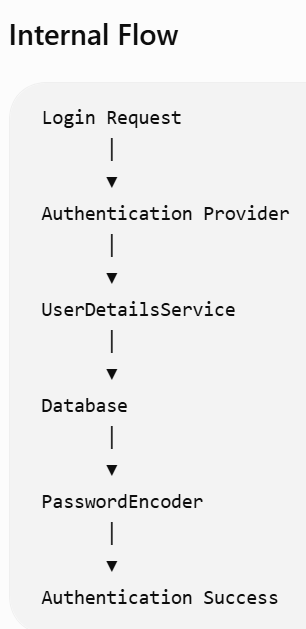 Internal Flow
Login Request
│
▼
Authentication Provider
│
▼
UserDetailsService
│
▼
Database
│
▼
PasswordEncoder
│
▼
Authentication Success